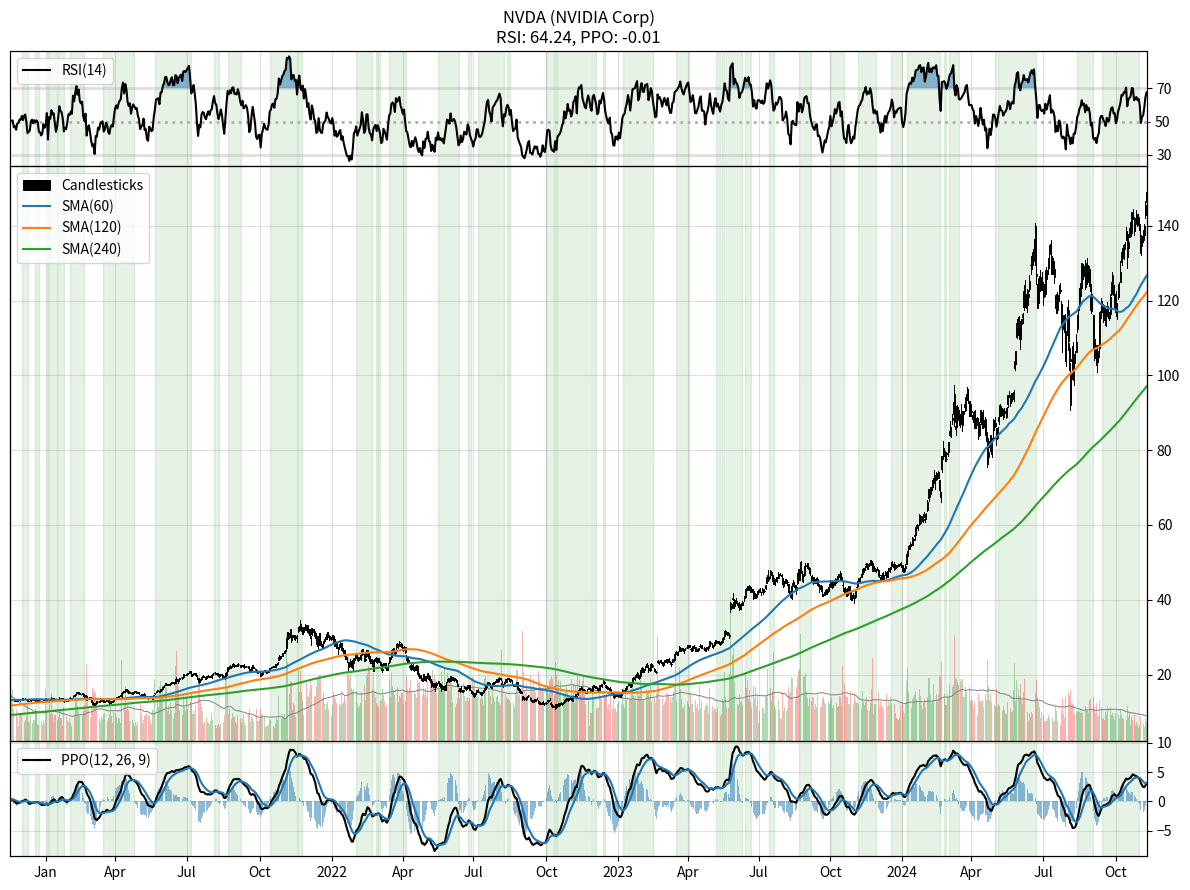 NVDA (NVIDIA Corp)
RSI: 64.24, PPO: -0.01
RSI(14)
70
50
30
Candlesticks
SMA(60)
SMA(120)
SMA(240)
140
120
100
80
60
40
20
PPO(12, 26, 9)
10
5
0
−5
Jan Apr Jul Oct 2022 Apr Jul Oct 2023 Apr Jul Oct 2024 Apr Jul Oct